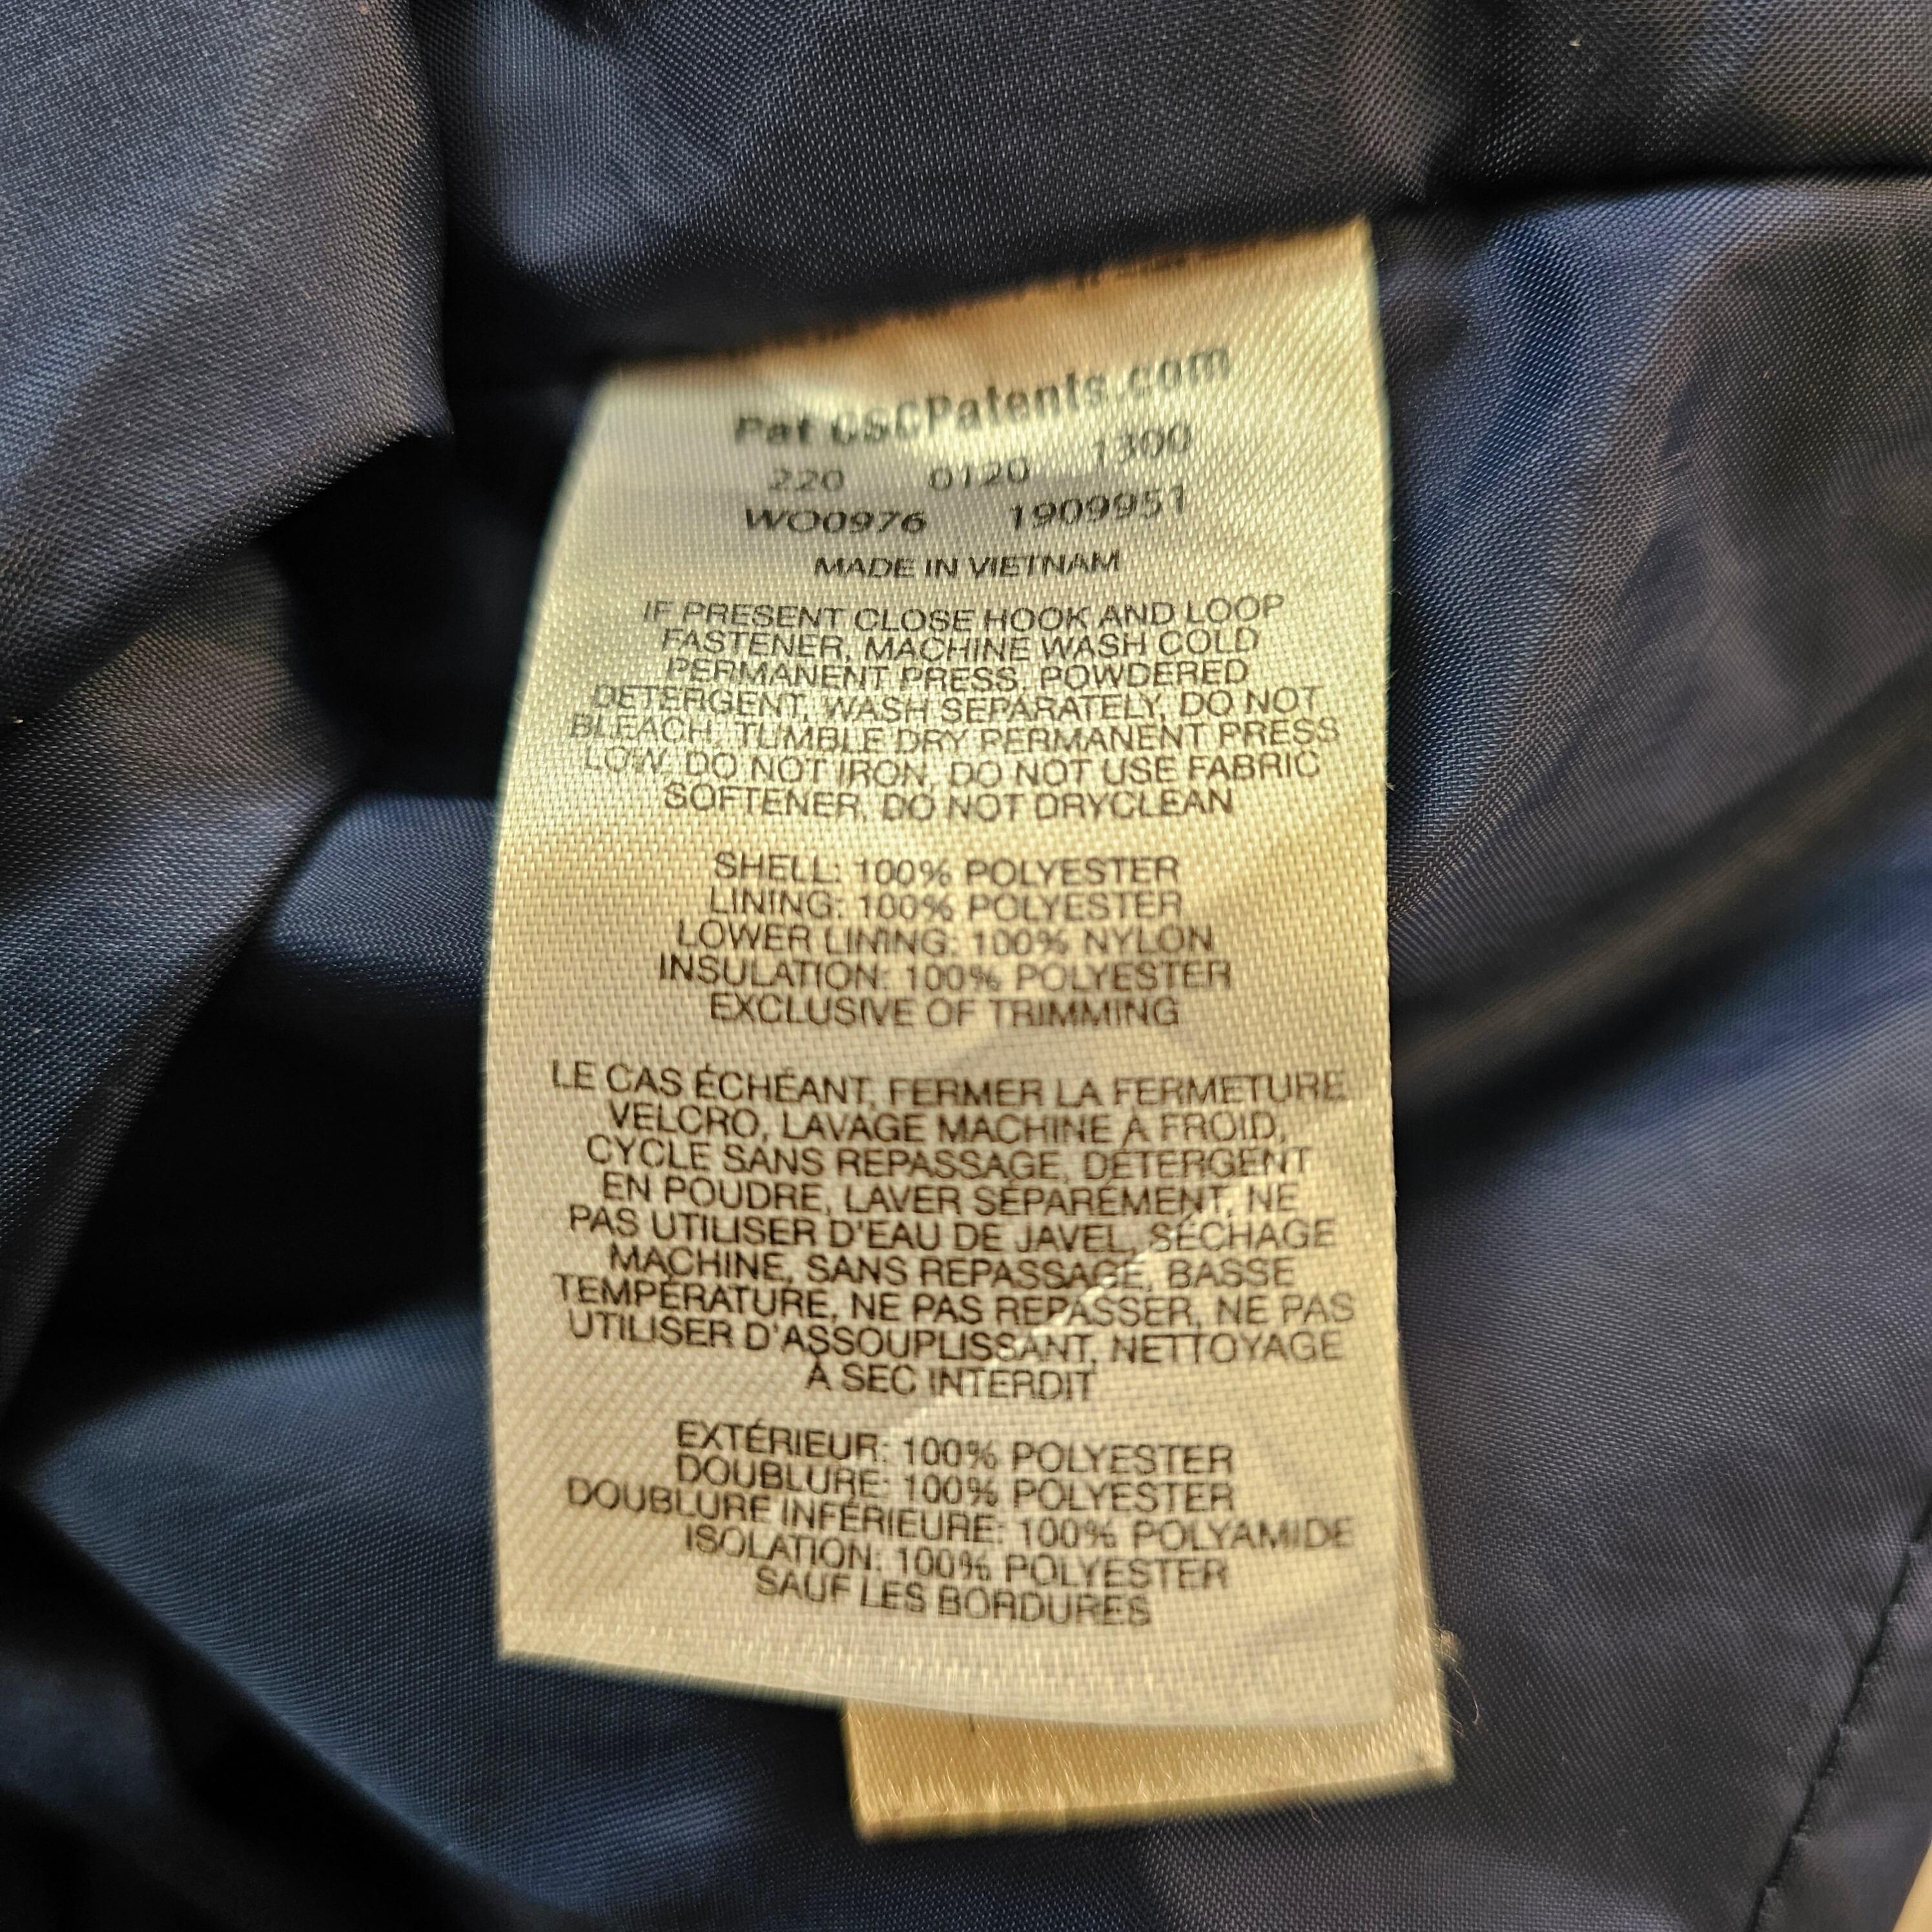 Pat CSCPatents.com
220 0120 1300
WO0976 1909951
MADE IN VIETNAM
IF PRESENT CLOSE HOOK AND LOOP
FASTENER, MACHINE WASH COLD
PERMANENT PRESS, POWDERED
DETERGENT, WASH SEPARATELY, DO NOT
BLEACH, TUMBLE DRY PERMANENT PRESS
LOW, DO NOT IRON, DO NOT USE FABRIC
SOFTENER, DO NOT DRYCLEAN
SHELL: 100% POLYESTER
LINING: 100% POLYESTER
LOWER LINING: 100% NYLON
INSULATION: 100% POLYESTER
EXCLUSIVE OF TRIMMING
LE CAS ÉCHÉANT, FERMER LA FERMETURE
VELCRO, LAVAGE MACHINE À FROID,
CYCLE SANS REPASSAGE, DÉTERGENT
EN POUDRE, LAVER SÉPARÉMENT, NE
PAS UTILISER D'EAU DE JAVEL, SÉCHAGE
MACHINE, SANS REPASSAGE, BASSE
TEMPÉRATURE, NE PAS REPASSER, NE PAS
UTILISER D'ASSOUPLISSANT, NETTOYAGE
À SEC INTERDIT
EXTÉRIEUR: 100% POLYESTER
DOUBLURE: 100% POLYESTER
DOUBLURE INFÉRIEURE: 100% POLYAMIDE
ISOLATION: 100% POLYESTER
SAUF LES BORDURES